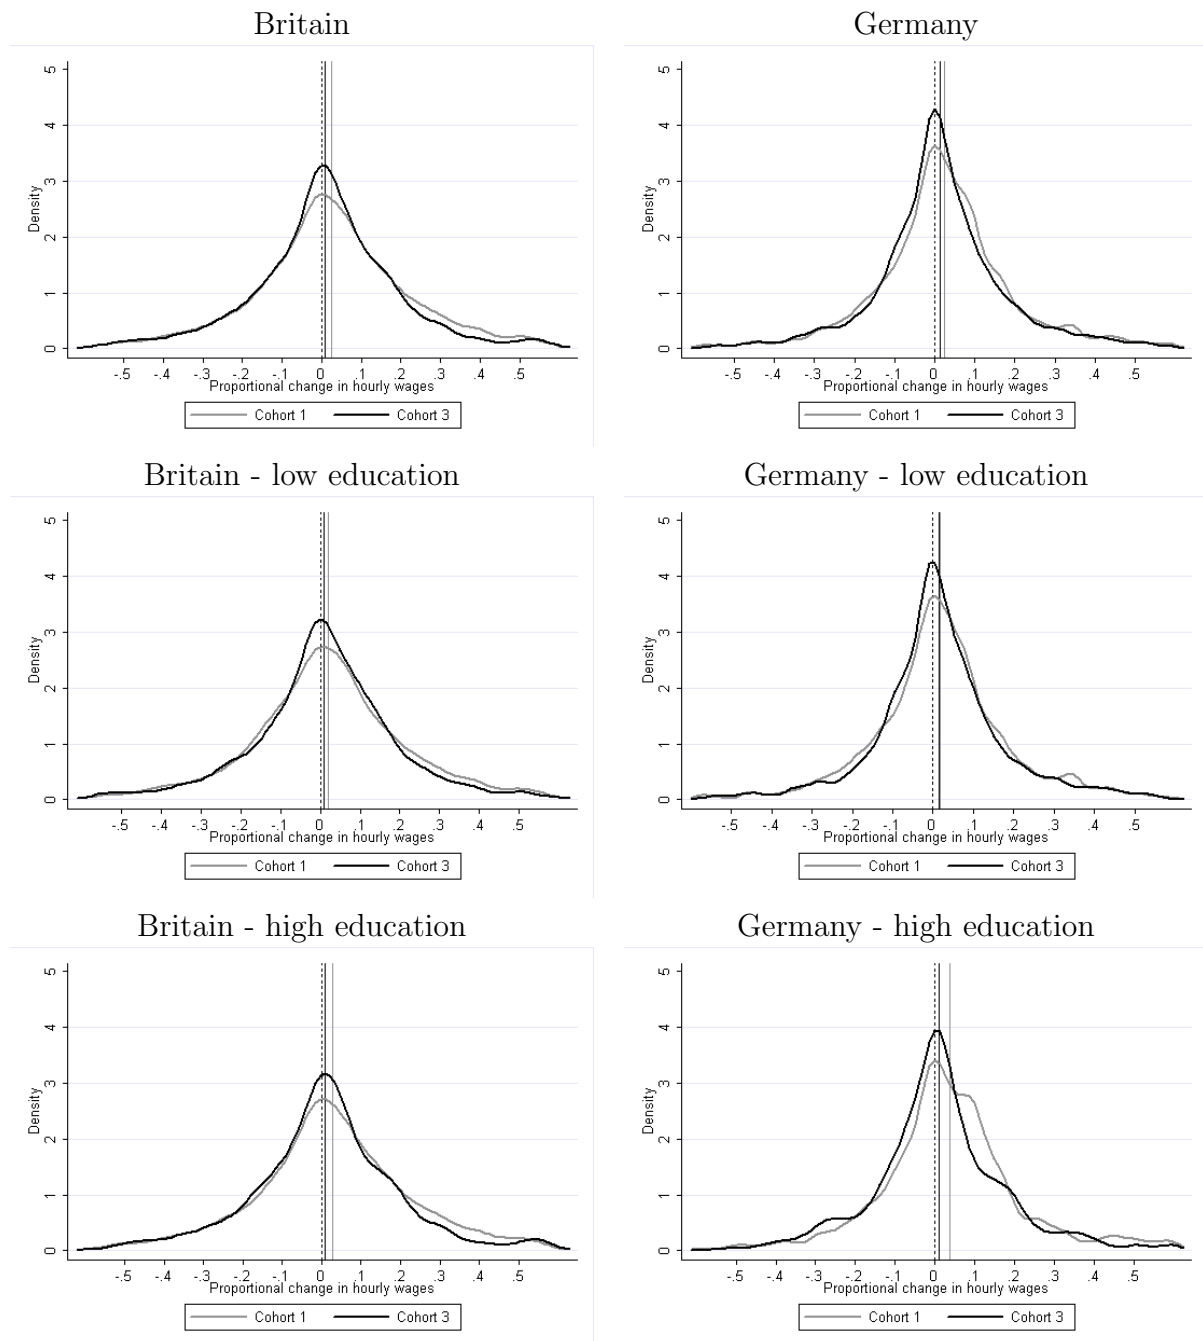 Britain
Germany
5
4
3
2
1
0
Density
-.5 -.4 -.3 -.2 -.1 0 .1 .2 .3 .4 .5
Proportional change in hourly wages
Cohort 1 Cohort 3
5
4
3
2
1
0
Density
-.5 -.4 -.3 -.2 -.1 0 .1 .2 .3 .4 .5
Proportional change in hourly wages
Cohort 1 Cohort 3
Britain - low education
Germany - low education
5
4
3
2
1
0
Density
-.5 -.4 -.3 -.2 -.1 0 .1 .2 .3 .4 .5
Proportional change in hourly wages
Cohort 1 Cohort 3
5
4
3
2
1
0
Density
-.5 -.4 -.3 -.2 -.1 0 .1 .2 .3 .4 .5
Proportional change in hourly wages
Cohort 1 Cohort 3
Britain - high education
Germany - high education
5
4
3
2
1
0
Density
-.5 -.4 -.3 -.2 -.1 0 .1 .2 .3 .4 .5
Proportional change in hourly wages
Cohort 1 Cohort 3
5
4
3
2
1
0
Density
-.5 -.4 -.3 -.2 -.1 0 .1 .2 .3 .4 .5
Proportional change in hourly wages
Cohort 1 Cohort 3